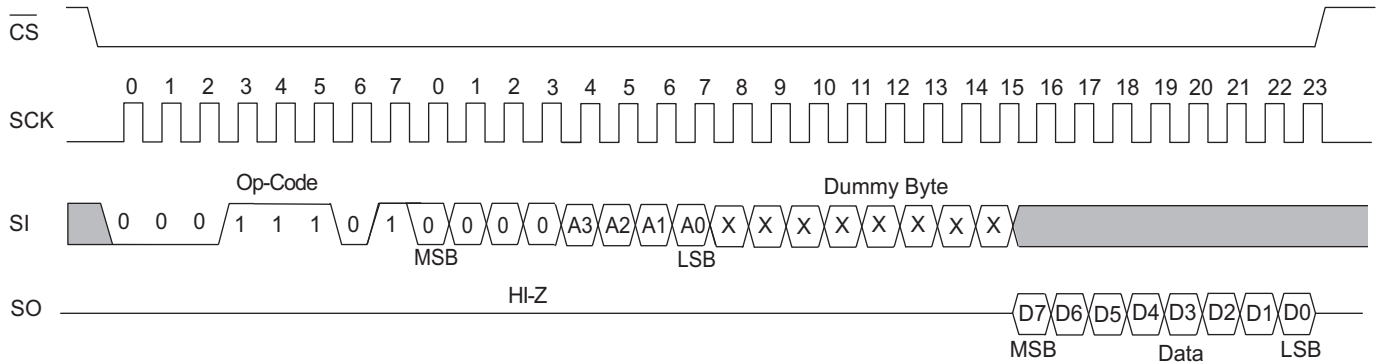 CS
0 1 2 3 4 5 6 7 0 1 2 3 4 5 6 7 8 9 10 11 12 13 14 15 16 17 18 19 20 21 22 23
SCK
Op-Code Dummy Byte
SI 0 0 0 1 1 1 0 1 0 0 0 0 A3 A2 A1 A0 X X X X X X X X
MSB LSB
HI-Z
SO D7 D6 D5 D4 D3 D2 D1 D0
MSB Data LSB